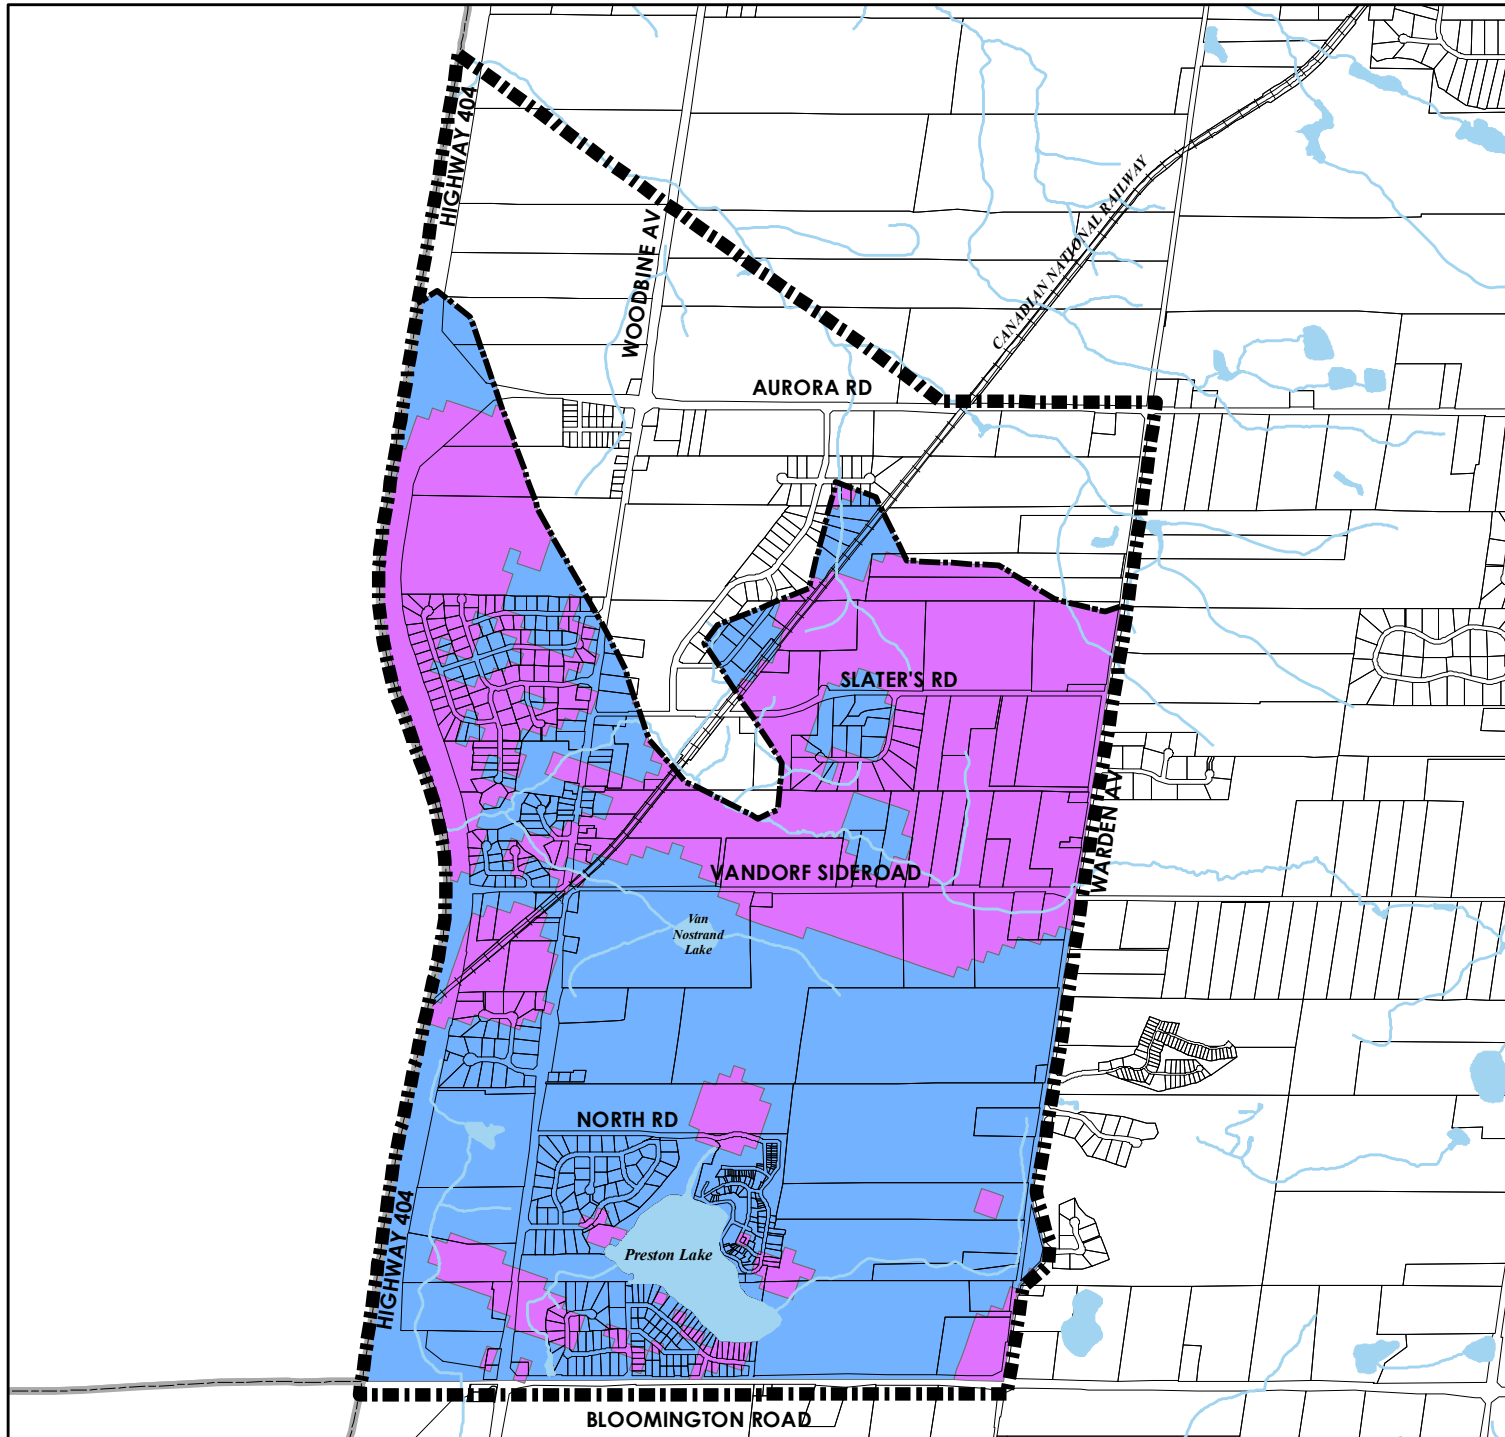 HIGHWAY 404
WOODBINE AV
CANADIAN NATIONAL RAILWAY
AURORA RD
SLATER'S RD
WARDEN AV
VANDORF SIDEROAD
Van
Nostrand
Lake
NORTH RD
HIGHWAY 404
Preston Lake
BLOOMINGTON ROAD